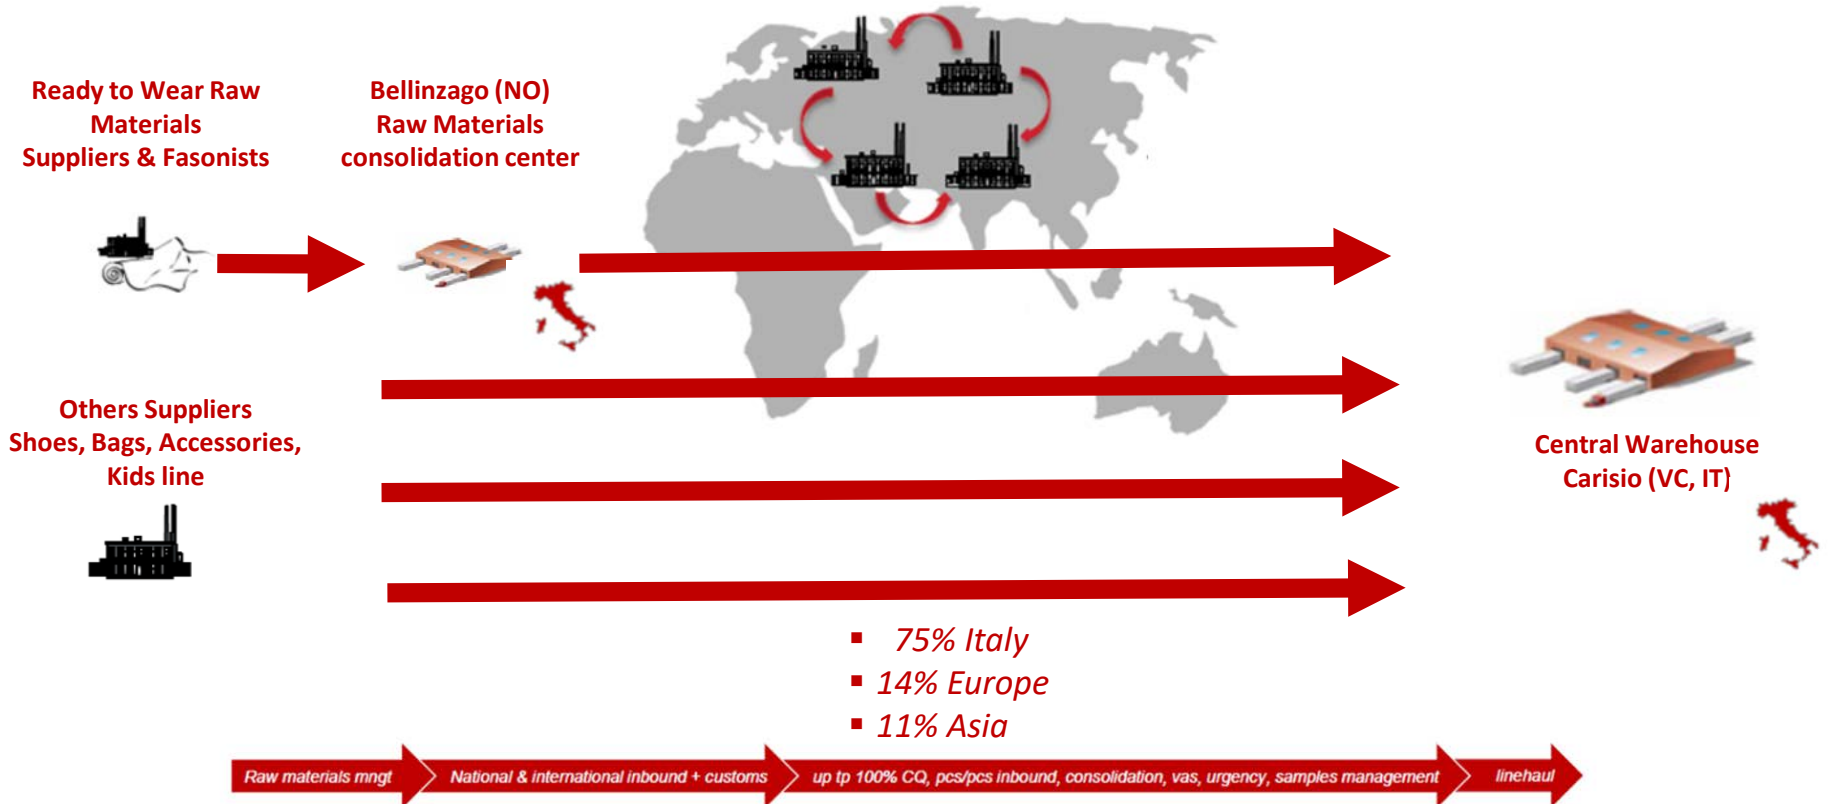 Ready to Wear Raw
Materials
Suppliers & Fasonists
Bellinzago (NO)
Raw Materials
consolidation center
Others Suppliers
Shoes, Bags, Accessories,
Kids line
Central Warehouse
Carisio (VC, IT)
▪ 75% Italy
▪ 14% Europe
▪ 11% Asia
Raw materials mngt
National & international inbound + customs
up tp 100% CQ, pcs/pcs inbound, consolidation, vas, urgency, samples management
linehaul